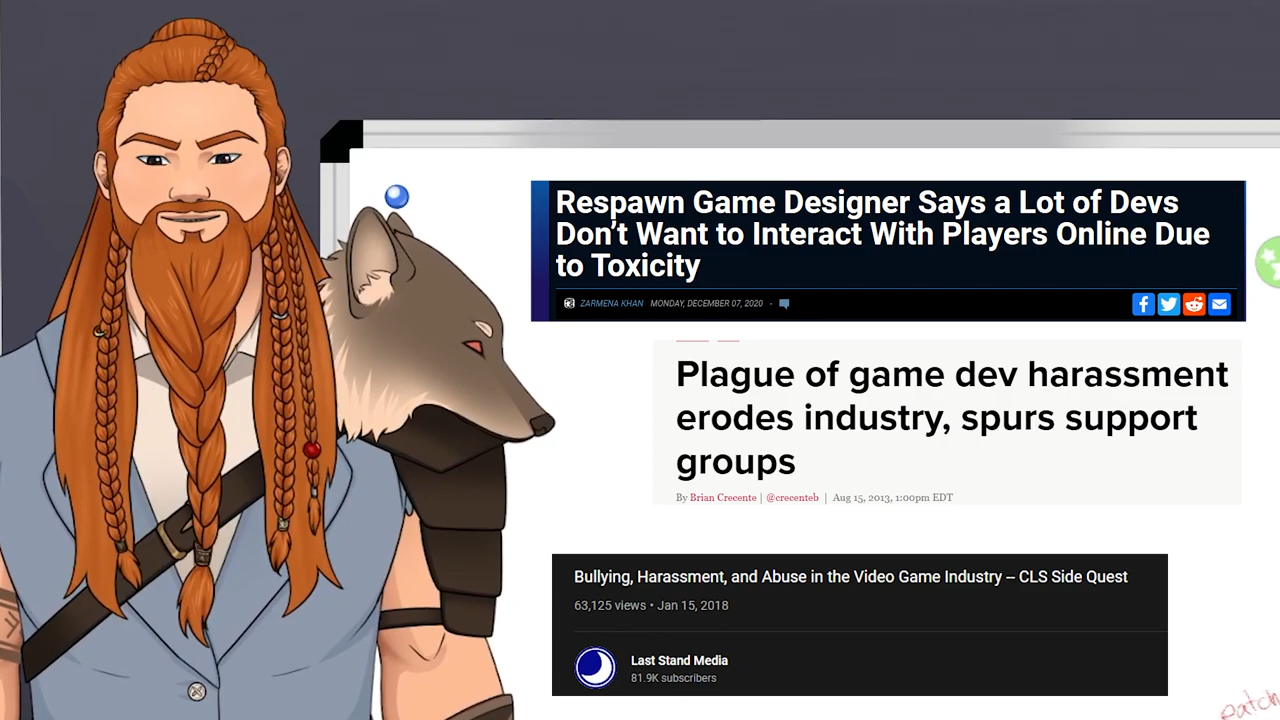 Respawn Game Designer Says a Lot of Devs
Don't Want to Interact With Players Online Due
to Toxicity
ZARMENA KHAN MONDAY, DECEMBER 07, 2020 •
Plague of game dev harassment
erodes industry, spurs support
groups
By Brian Crecente | @crecenteb | Aug 15, 2013, 1:00pm EDT
Bullying, Harassment, and Abuse in the Video Game Industry -- CLS Side Quest
63,125 views • Jan 15, 2018
Last Stand Media
81.9K subscribers